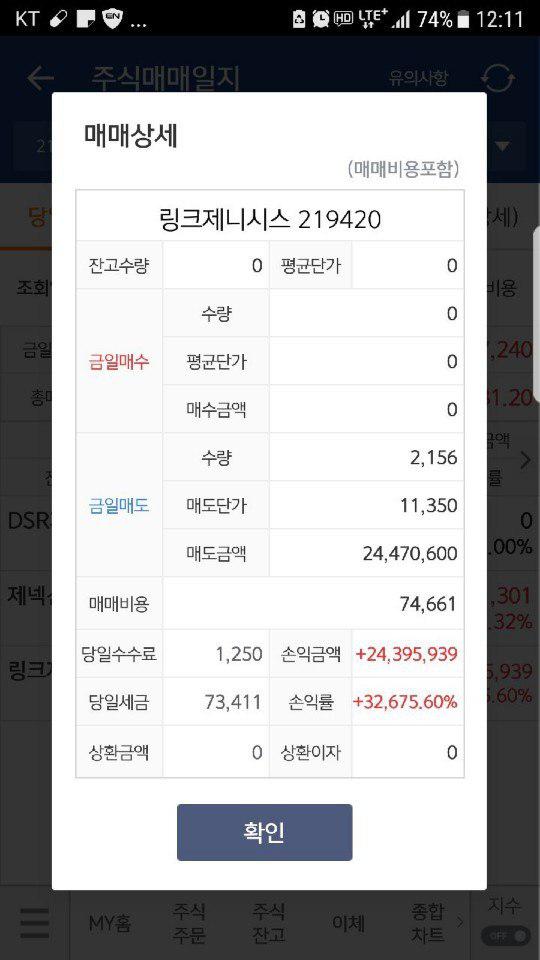 KT EN ... HD LTE+ 74% 12:11
주식매매일지 유의사항
매매상세
(매매비용포함)
링크제니시스 219420
잔고수량 0 평균단가 0
금일매수
수량 0
평균단가 0
매수금액 0
금일매도
수량 2,156
매도단가 11,350
매도금액 24,470,600
매매비용 74,661
당일수수료 1,250 손익금액 +24,395,939
당일세금 73,411 손익률 +32,675.60%
상환금액 0 상환이자 0
확인
MY홈 주식주문 주식잔고 이체 종합차트 지수
OFF